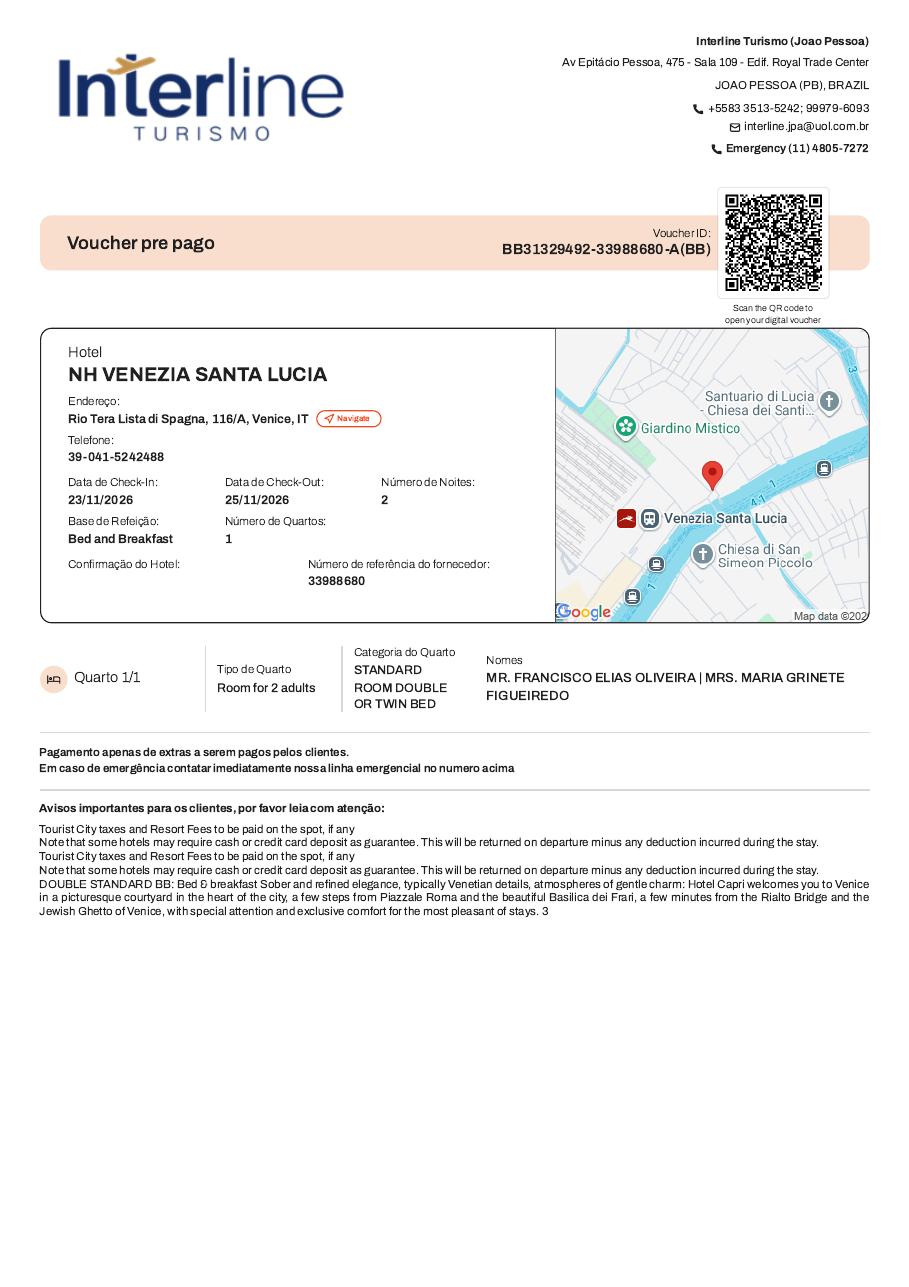 Interline
TURISMO
Interline Turismo (Joao Pessoa)
Av Epitácio Pessoa, 475 - Sala 109 - Edif. Royal Trade Center
JOAO PESSOA (PB), BRAZIL
+5583 3513-5242; 99979-6093
interline.jpa@uol.com.br
Emergency (11) 4805-7272
Voucher pre pago
Voucher ID:
BB31329492-33988680-A(BB)
Scan the QR code to
open your digital voucher
Hotel
NH VENEZIA SANTA LUCIA
Endereço:
Rio Tera Lista di Spagna, 116/A, Venice, IT Navigate
Telefone:
39-041-5242488
Data de Check-In: Data de Check-Out: Número de Noites:
23/11/2026 25/11/2026 2
Base de Refeição: Número de Quartos:
Bed and Breakfast 1
Confirmação do Hotel: Número de referência do fornecedor:
33988680
3
Santuario di Lucia
- Chiesa dei Santi...
Giardino Mistico
4.1 1
Venezia Santa Lucia
Chiesa di San
Simeon Piccolo
1
Google
Map data ©202
Quarto 1/1
Tipo de Quarto
Room for 2 adults
Categoria do Quarto
STANDARD
ROOM DOUBLE
OR TWIN BED
Nomes
MR. FRANCISCO ELIAS OLIVEIRA | MRS. MARIA GRINETE
FIGUEIREDO
Pagamento apenas de extras a serem pagos pelos clientes.
Em caso de emergência contatar imediatamente nossa linha emergencial no numero acima
Avisos importantes para os clientes, por favor leia com atenção:
Tourist City taxes and Resort Fees to be paid on the spot, if any
Note that some hotels may require cash or credit card deposit as guarantee. This will be returned on departure minus any deduction incurred during the stay.
Tourist City taxes and Resort Fees to be paid on the spot, if any
Note that some hotels may require cash or credit card deposit as guarantee. This will be returned on departure minus any deduction incurred during the stay.
DOUBLE STANDARD BB: Bed & breakfast Sober and refined elegance, typically Venetian details, atmospheres of gentle charm: Hotel Capri welcomes you to Venice
in a picturesque courtyard in the heart of the city, a few steps from Piazzale Roma and the beautiful Basilica dei Frari, a few minutes from the Rialto Bridge and the
Jewish Ghetto of Venice, with special attention and exclusive comfort for the most pleasant of stays. 3